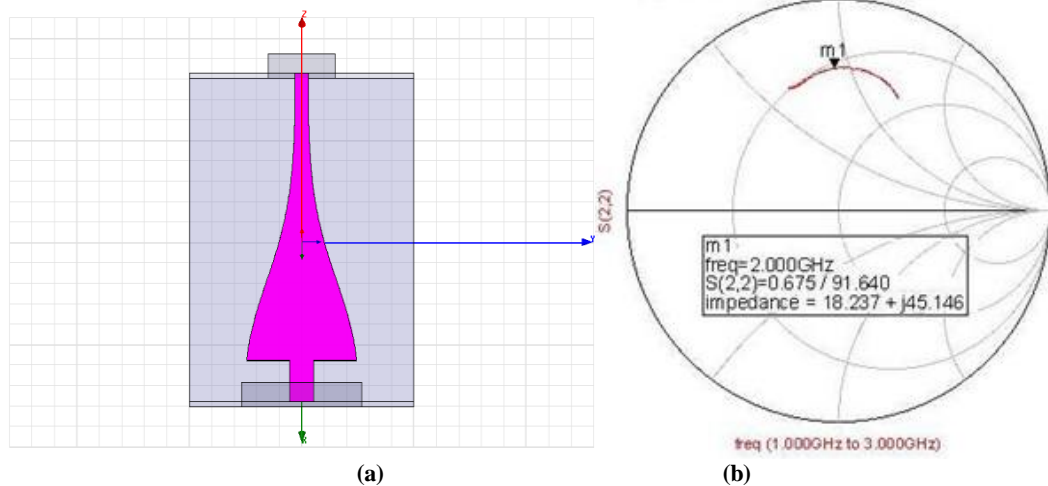 Z
Y
S(2,2)
m1
m1
freq=2.000GHz
S(2,2)=0.675 / 91.640
impedance = 18.237 + j45.146
freq (1.000GHz to 3.000GHz)
(a)
(b)